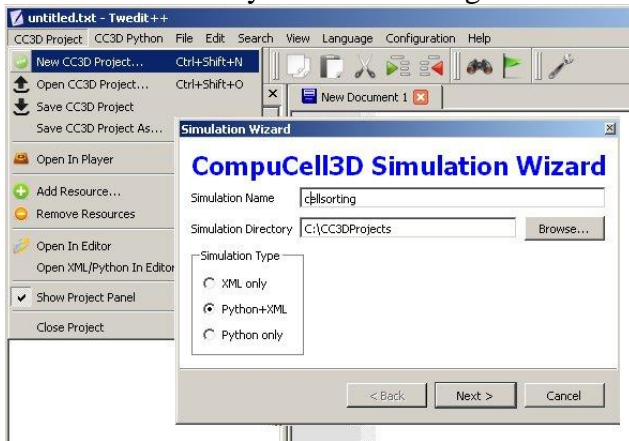 untitled.txt - Twedit++
CC3D Project CC3D Python File Edit Search View Language Configuration Help
New CC3D Project... Ctrl+Shift+N
Open CC3D Project... Ctrl+Shift+O
Save CC3D Project
Save CC3D Project As...
Open In Player
Add Resource...
Remove Resources
Open In Editor
Open XML/Python In Editor
Show Project Panel
Close Project
New Document 1
Simulation Wizard
CompuCell3D Simulation Wizard
Simulation Name cellsorting
Simulation Directory C:\CC3DProjects Browse...
Simulation Type
XML only
Python+XML
Python only
< Back Next > Cancel